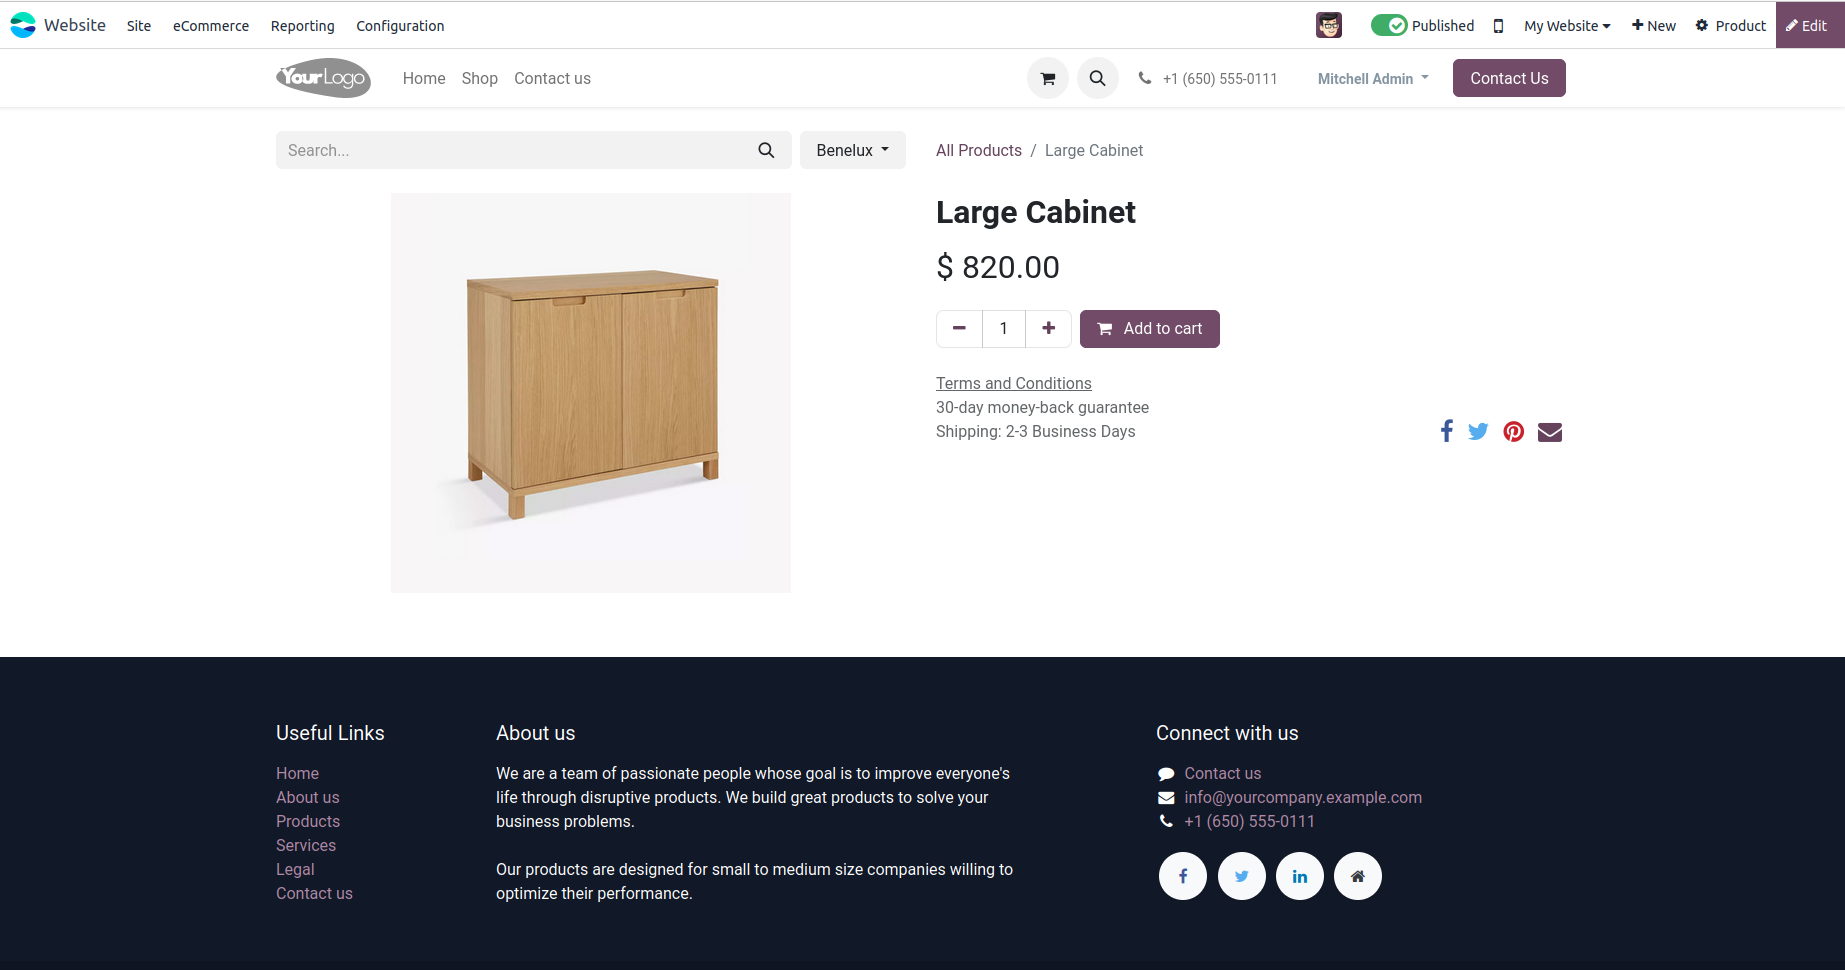 Website Site eCommerce Reporting Configuration Published My Website New Product Edit
YourLogo Home Shop Contact us +1 (650) 555-0111 Mitchell Admin Contact Us
Search... Benelux All Products / Large Cabinet
Large Cabinet
$ 820.00
1 Add to cart
Terms and Conditions
30-day money-back guarantee
Shipping: 2-3 Business Days
Useful Links
Home
About us
Products
Services
Legal
Contact us
About us
We are a team of passionate people whose goal is to improve everyone's
life through disruptive products. We build great products to solve your
business problems.
Our products are designed for small to medium size companies willing to
optimize their performance.
Connect with us
Contact us
info@yourcompany.example.com
+1 (650) 555-0111